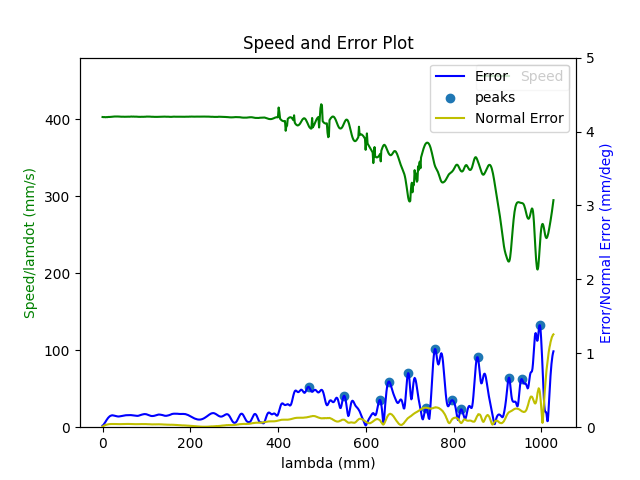 Speed and Error Plot
Speed/lamdot (mm/s)
400
300
200
100
0
Error
Speed
peaks
Normal Error
5
4
3
2
1
0
Error/Normal Error (mm/deg)
0
200
400
600
800
1000
lambda (mm)